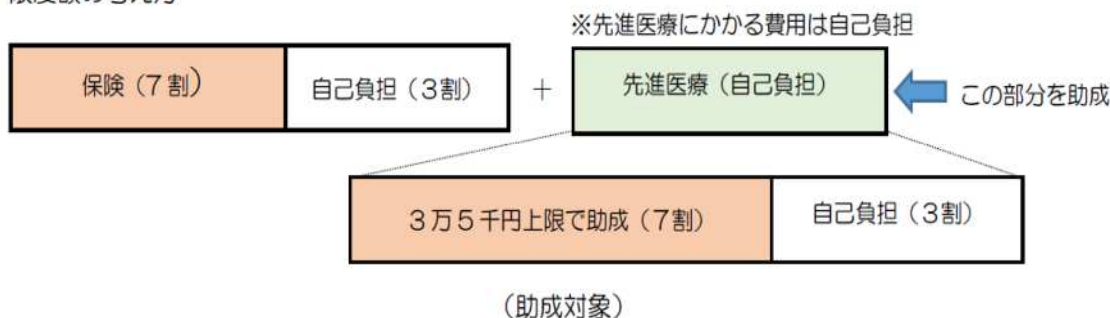 ※先進医療にかかる費用は自己負担
保険(7割)
自己負担(3割)
+
先進医療(自己負担)
この部分を助成
3万5千円上限で助成(7割)
自己負担(3割)
(助成対象)